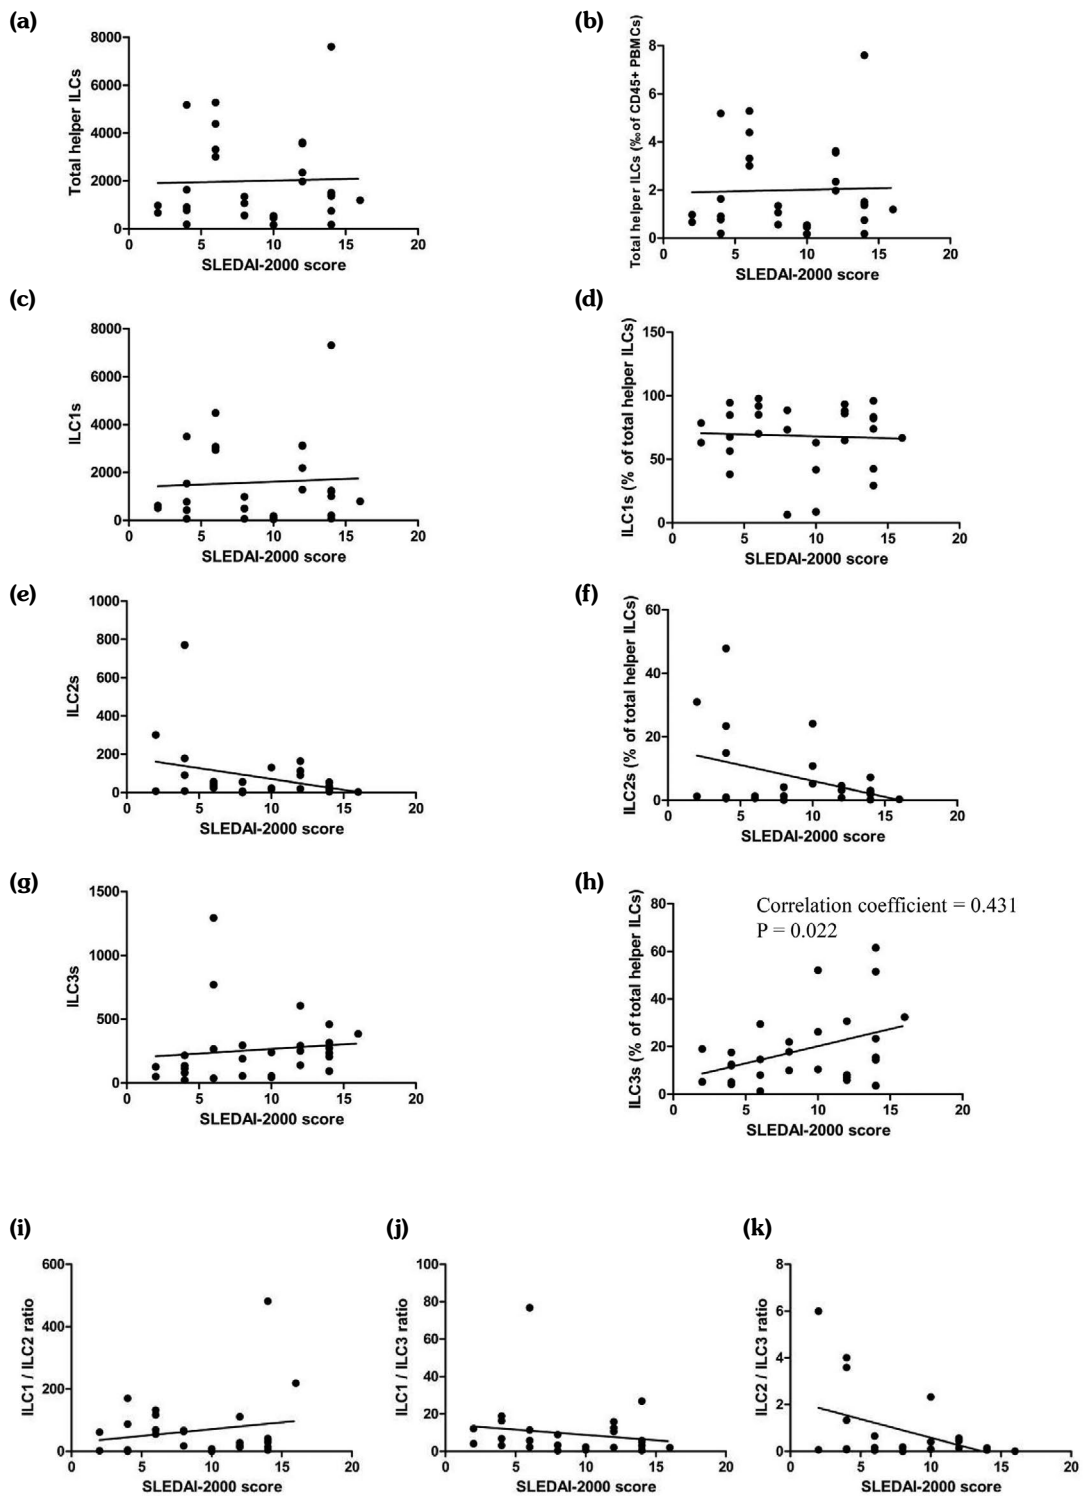 (a)
Total helper ILCs
8000
6000
4000
2000
0
0 5 10 15 20
SLEDAI-2000 score
(b)
Total helper ILCs (‰ of CD45+ PBMCs)
8
6
4
2
0
0 5 10 15 20
SLEDAI-2000 score
(c)
ILC1s
8000
6000
4000
2000
0
0 5 10 15 20
SLEDAI-2000 score
(d)
ILC1s (% of total helper ILCs)
150
100
50
0
0 5 10 15 20
SLEDAI-2000 score
(e)
ILC2s
1000
800
600
400
200
0
0 5 10 15 20
SLEDAI-2000 score
(f)
ILC2s (% of total helper ILCs)
60
40
20
0
0 5 10 15 20
SLEDAI-2000 score
(g)
ILC3s
1500
1000
500
0
0 5 10 15 20
SLEDAI-2000 score
(h)
Correlation coefficient = 0.431
P = 0.022
ILC3s (% of total helper ILCs)
80
60
40
20
0
0 5 10 15 20
SLEDAI-2000 score
(i)
ILC1 / ILC2 ratio
600
400
200
0
0 5 10 15 20
SLEDAI-2000 score
(j)
ILC1 / ILC3 ratio
100
80
60
40
20
0
0 5 10 15 20
SLEDAI-2000 score
(k)
ILC2 / ILC3 ratio
8
6
4
2
0
0 5 10 15 20
SLEDAI-2000 score